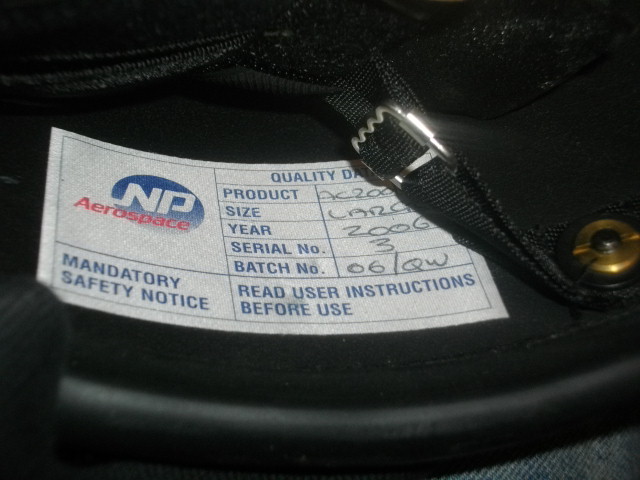 NP
Aerospace
QUALITY DA
PRODUCT
SIZE LARG
YEAR 2006
SERIAL No. 3
BATCH No. 06/QW
MANDATORY
SAFETY NOTICE
READ USER INSTRUCTIONS
BEFORE USE